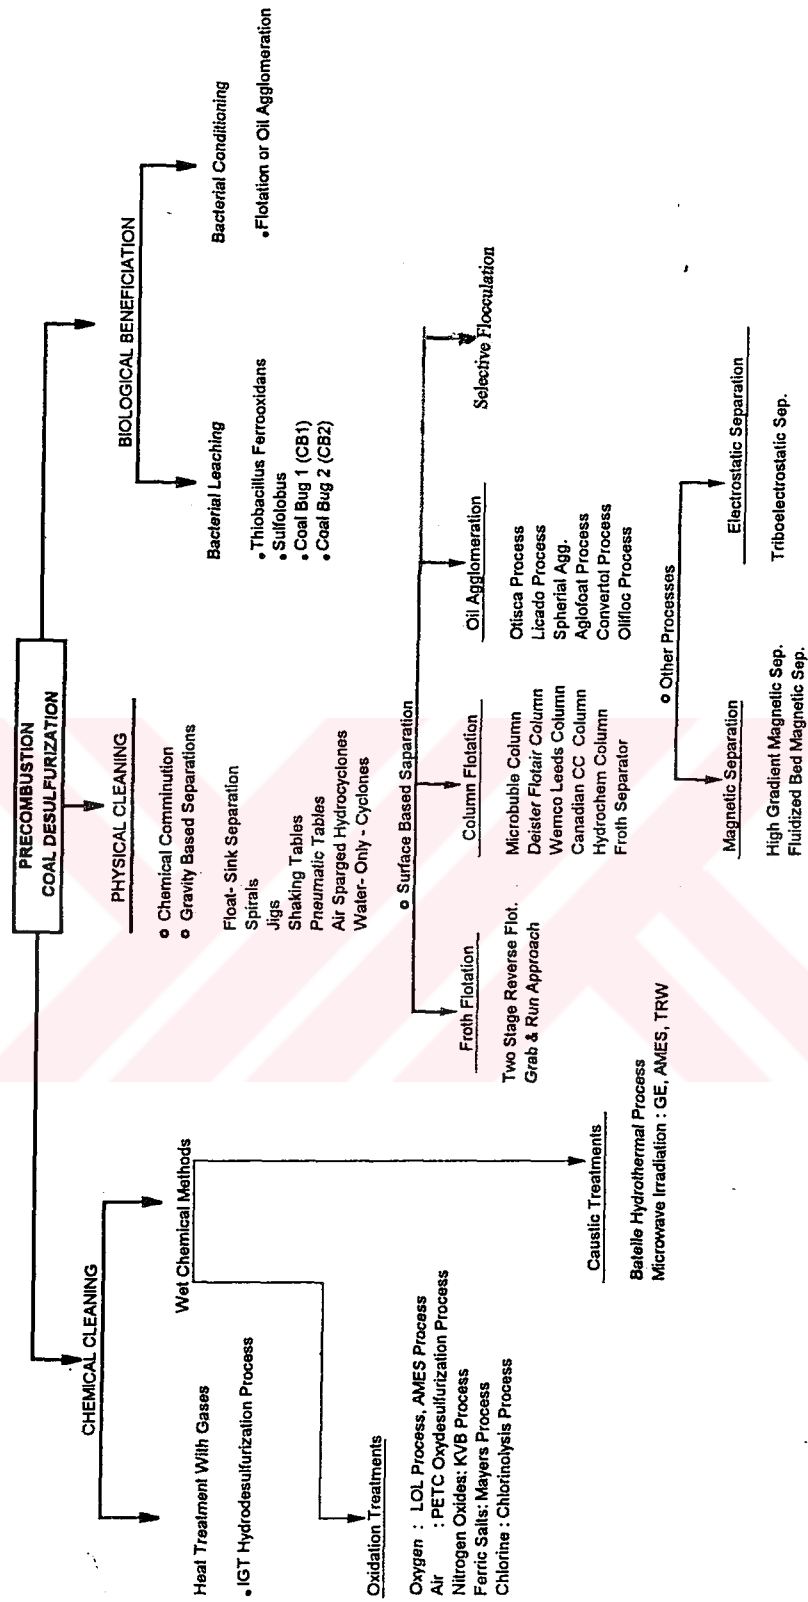 PRECOMBUSTION
COAL DESULFURIZATION
CHEMICAL CLEANING
Heat Treatment With Gases
• IGT Hydrodesulfurization Process
Wet Chemical Methods
Oxidation Treatments
Oxygen : LOL Process, AMES Process
Air : PETC Oxydesulfurization Process
Nitrogen Oxides: KVB Process
Ferric Salts: Mayers Process
Chlorine : Chlorinolysis Process
Caustic Treatments
Batelle Hydrothermal Process
Microwave Irradiation : GE, AMES, TRW
PHYSICAL CLEANING
o Chemical Comminution
o Gravity Based Separations
Float- Sink Separation
Spirals
Jigs
Shaking Tables
Pneumatic Tables
Air Sparged Hydrocyclones
Water- Only - Cyclones
o Surface Based Saparation
Froth Flotation
Two Stage Reverse Flot.
Grab & Run Approach
Column Flotation
Microbuble Column
Deister Flotair Column
Wemco Leeds Column
Canadian CC Column
Hydrochem Column
Froth Separator
Oil Agglomeration
Otisca Process
Licado Process
Spherial Agg.
Aglofoat Process
Convertol Process
Olifloc Process
Selective Flocculation
o Other Processes
Magnetic Separation
High Gradient Magnetic Sep.
Fluidized Bed Magnetic Sep.
Electrostatic Separation
Triboelectrostatic Sep.
BIOLOGICAL BENEFICIATION
Bacterial Leaching
• Thiobacillus Ferrooxidans
• Sulfolobus
• Coal Bug 1 (CB1)
• Coal Bug 2 (CB2)
Bacterial Conditioning
• Flotation or Oil Agglomeration